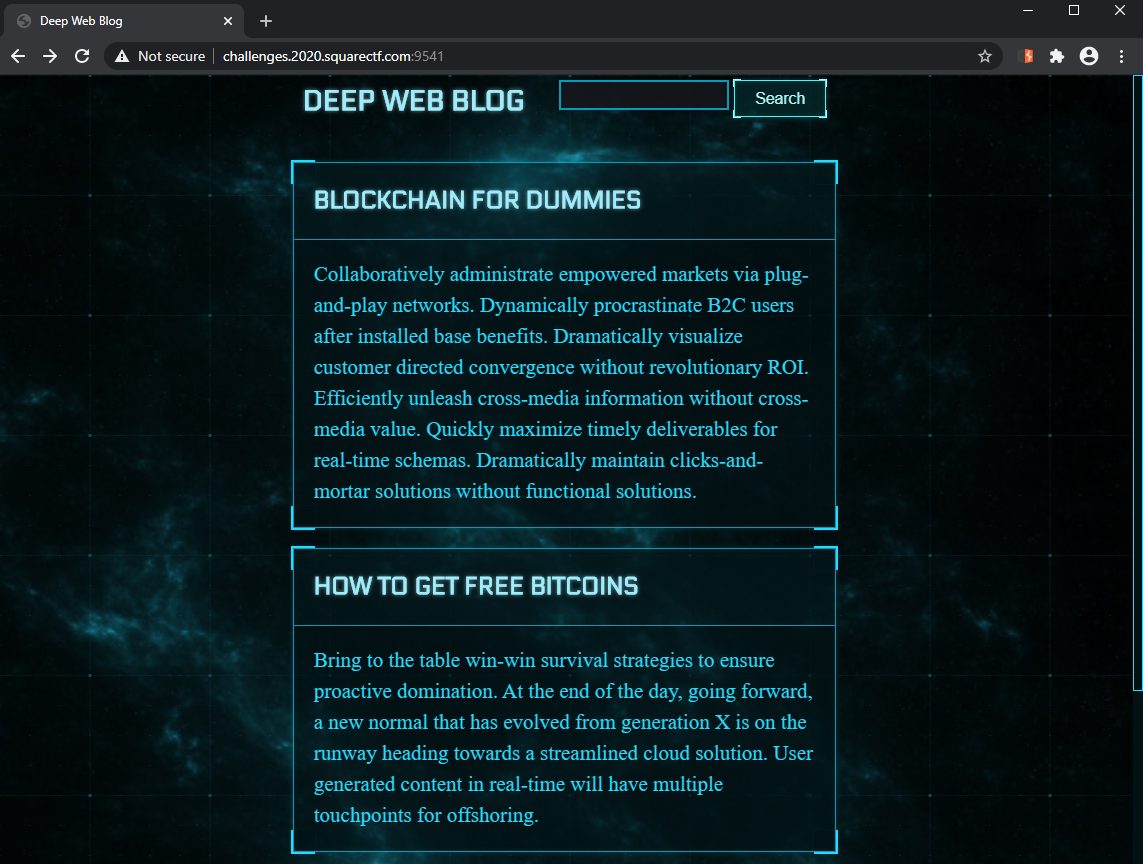 Deep Web Blog
Not secure
challenges.2020.squarectf.com:9541
DEEP WEB BLOG
Search
BLOCKCHAIN FOR DUMMIES
Collaboratively administrate empowered markets via plug-
and-play networks. Dynamically procrastinate B2C users
after installed base benefits. Dramatically visualize
customer directed convergence without revolutionary ROI.
Efficiently unleash cross-media information without cross-
media value. Quickly maximize timely deliverables for
real-time schemas. Dramatically maintain clicks-and-
mortar solutions without functional solutions.
HOW TO GET FREE BITCOINS
Bring to the table win-win survival strategies to ensure
proactive domination. At the end of the day, going forward,
a new normal that has evolved from generation X is on the
runway heading towards a streamlined cloud solution. User
generated content in real-time will have multiple
touchpoints for offshoring.